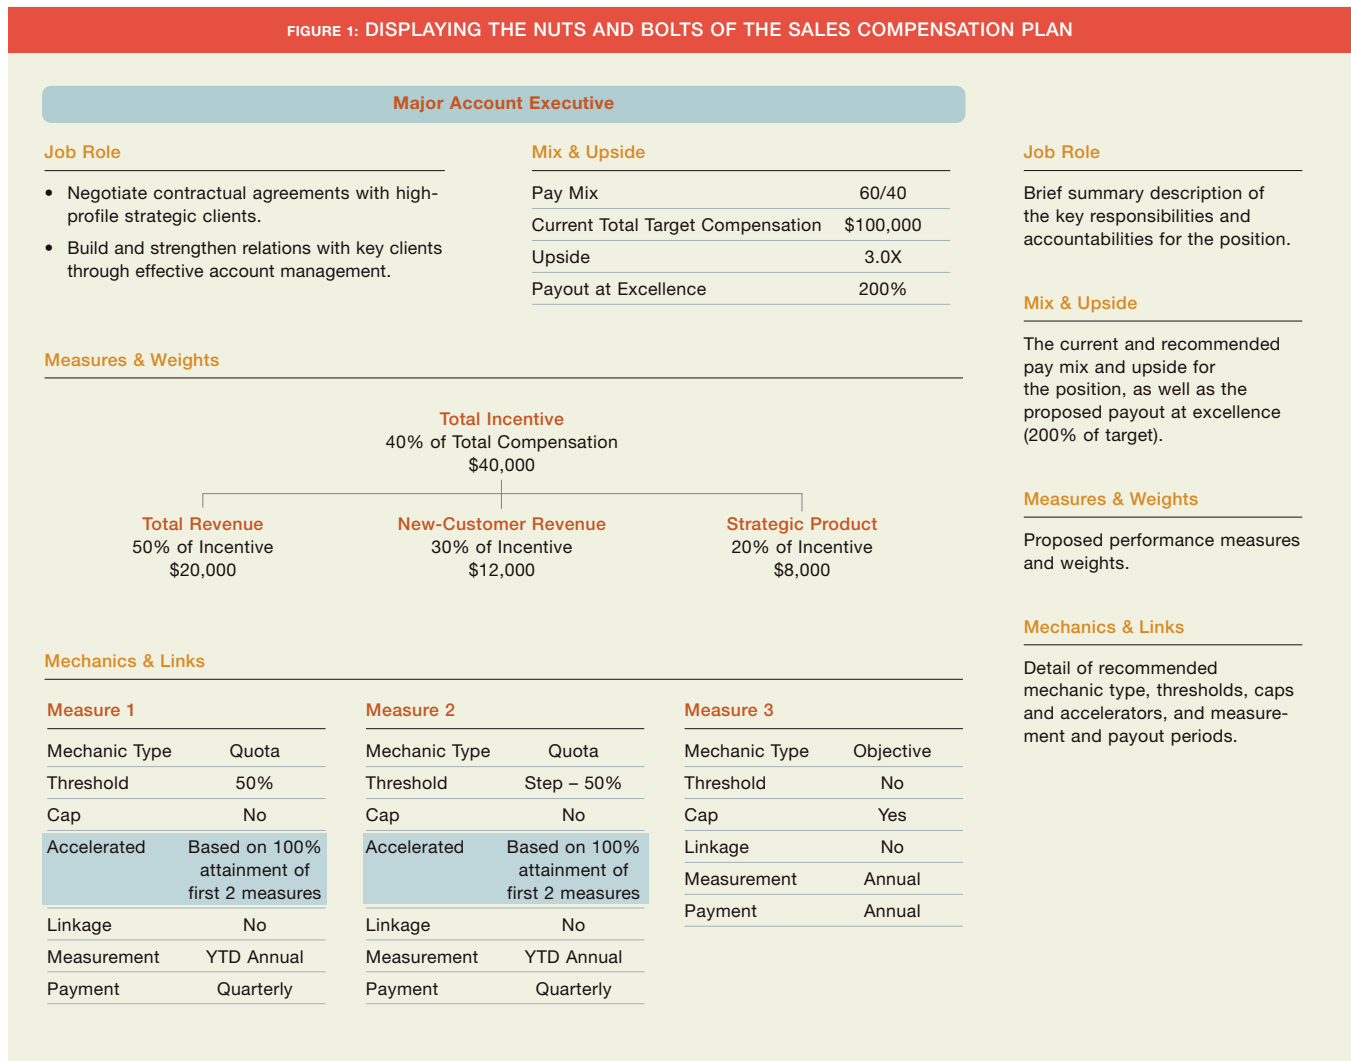 FIGURE 1: DISPLAYING THE NUTS AND BOLTS OF THE SALES COMPENSATION PLAN
Major Account Executive
Job Role
• Negotiate contractual agreements with high-
profile strategic clients.
• Build and strengthen relations with key clients
through effective account management.
Mix & Upside
Pay Mix 60/40
Current Total Target Compensation $100,000
Upside 3.0X
Payout at Excellence 200%
Measures & Weights
Total Incentive
40% of Total Compensation
$40,000
Total Revenue
50% of Incentive
$20,000
New-Customer Revenue
30% of Incentive
$12,000
Strategic Product
20% of Incentive
$8,000
Mechanics & Links
Measure 1
Mechanic Type Quota
Threshold 50%
Cap No
Accelerated Based on 100%
attainment of
first 2 measures
Linkage No
Measurement YTD Annual
Payment Quarterly
Measure 2
Mechanic Type Quota
Threshold Step – 50%
Cap No
Accelerated Based on 100%
attainment of
first 2 measures
Linkage No
Measurement YTD Annual
Payment Quarterly
Measure 3
Mechanic Type Objective
Threshold No
Cap Yes
Linkage No
Measurement Annual
Payment Annual
Job Role
Brief summary description of
the key responsibilities and
accountabilities for the position.
Mix & Upside
The current and recommended
pay mix and upside for
the position, as well as the
proposed payout at excellence
(200% of target).
Measures & Weights
Proposed performance measures
and weights.
Mechanics & Links
Detail of recommended
mechanic type, thresholds, caps
and accelerators, and measure-
ment and payout periods.